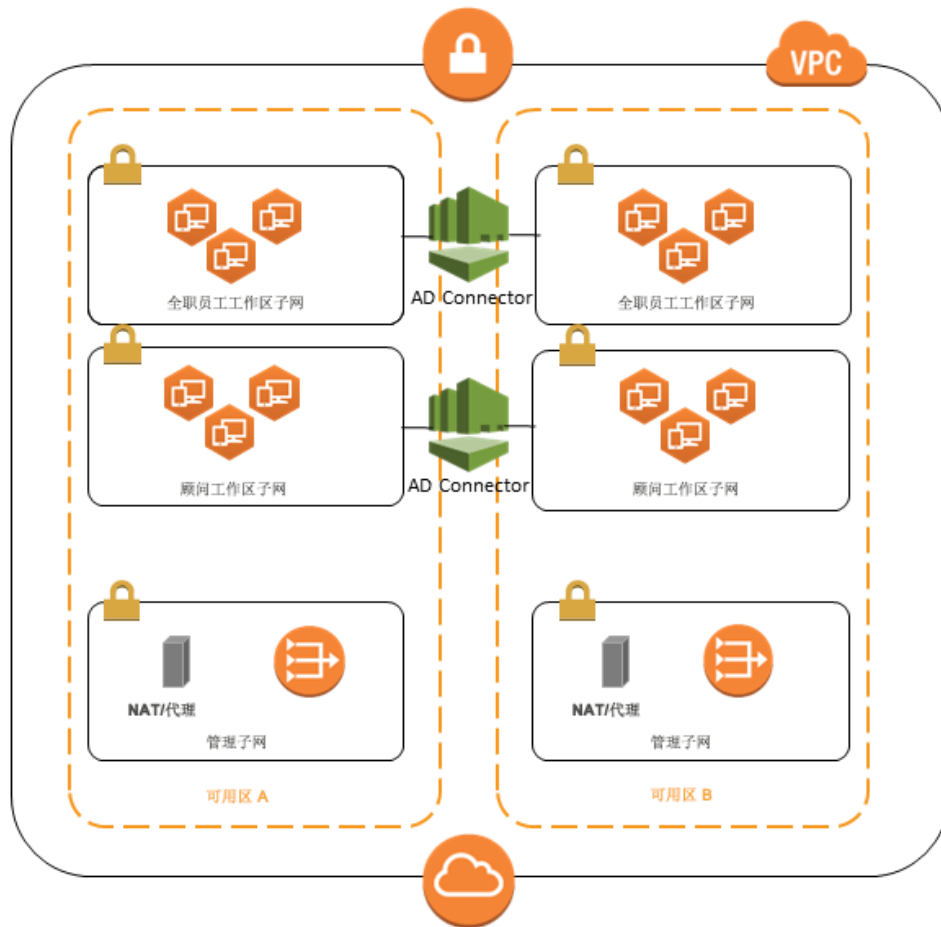 VPC
全职员工工作区子网
全职员工工作区子网
AD Connector
顾问工作区子网
顾问工作区子网
AD Connector
NAT/代理
管理子网
NAT/代理
管理子网
可用区 A
可用区 B